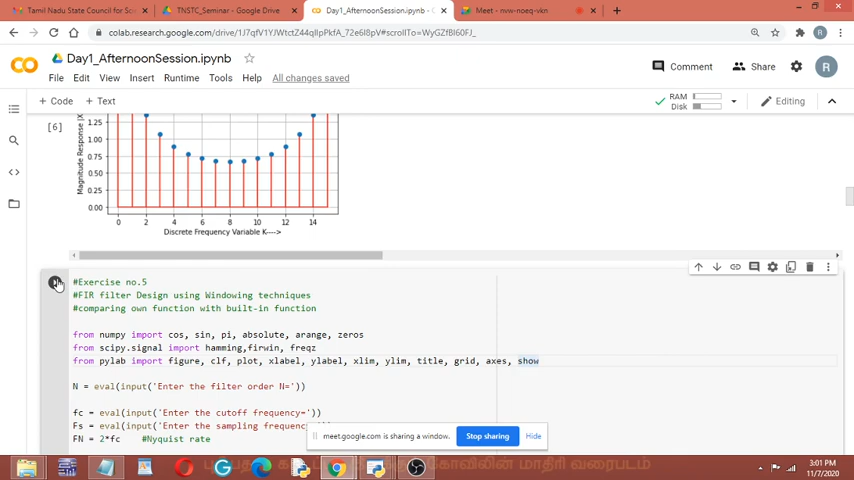 Tamil Nadu State Council for Scie
TNSTC_Seminar - Google Drive
Day1_AfternoonSession.ipynb - C
Meet - nvw-noeq-vkn
colab.research.google.com/drive/
Day1_AfternoonSession.ipynb
File Edit View Insert Runtime Tools Help All changes saved
Comment Share R
+ Code + Text
RAM
Disk
Editing
[6]
Magnitude Response |X
1.25
1.00
0.75
0.50
0.25
0.00
0 2 4 6 8 10 12 14
Discrete Frequency Variable K---->
#Exercise no.5
#FIR filter Design using Windowing techniques
#comparing own function with built-in function
from numpy import cos, sin, pi, absolute, arange, zeros
from scipy.signal import hamming,firwin, freqz
from pylab import figure, clf, plot, xlabel, ylabel, xlim, ylim, title, grid, axes, show
N = eval(input('Enter the filter order N='))
fc = eval(input('Enter the cutoff frequency='))
Fs = eval(input('Enter the sampling frequenc
FN = 2*fc #Nyquist rate
meet.google.com is sharing a window.
Stop sharing
Hide
மாதிரி வரைபடம்
3:01 PM
11/7/2020